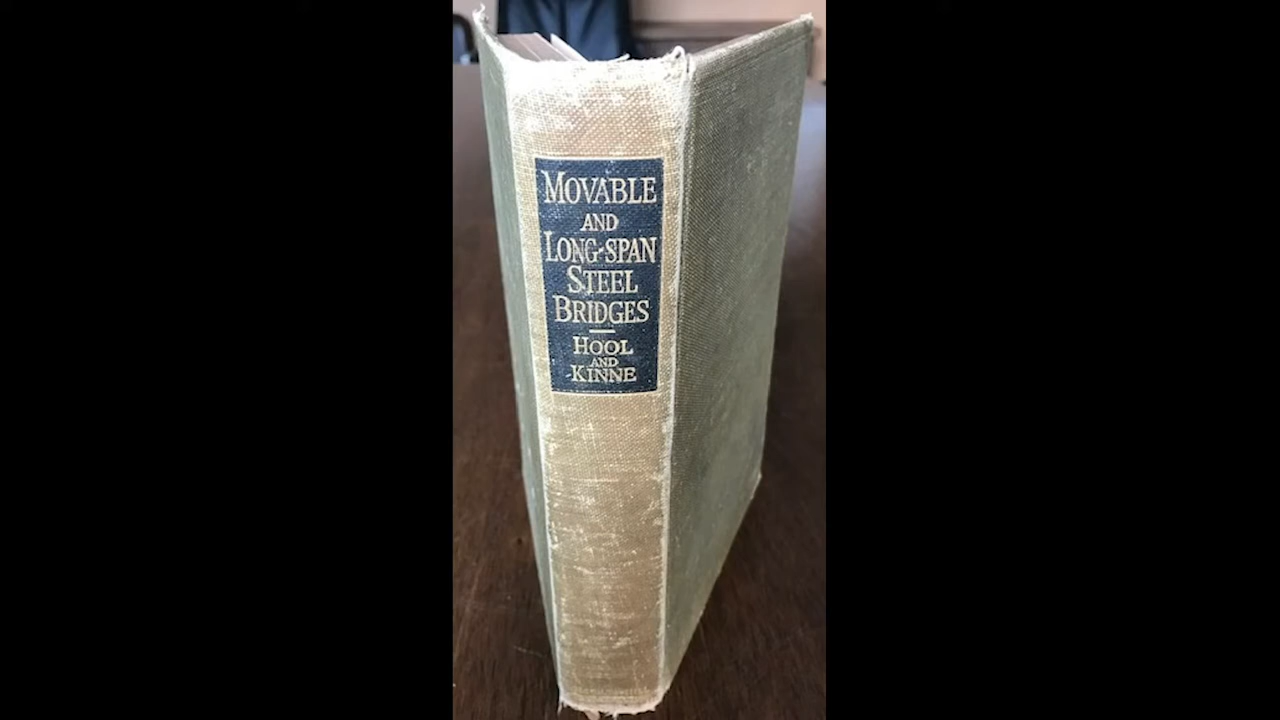 MOVABLE
AND
LONG-SPAN
STEEL
BRIDGES
HOOL
AND
KINNE